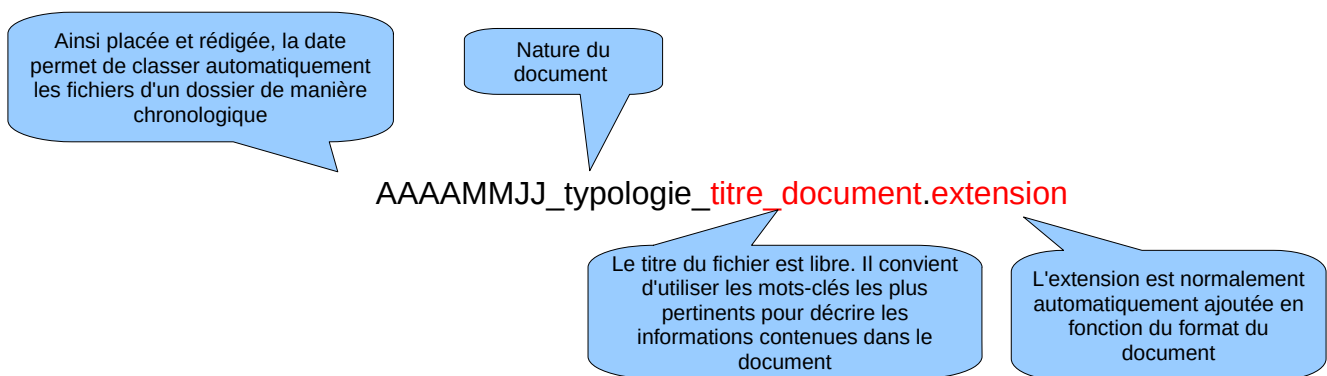 Ainsi placée et rédigée, la date
permet de classer automatiquement
les fichiers d'un dossier de manière
chronologique
Nature du
document
AAAAMMJJ_typologie_titre_document.extension
Le titre du fichier est libre. Il convient
d'utiliser les mots-clés les plus
pertinents pour décrire les
informations contenues dans le
document
L'extension est normalement
automatiquement ajoutée en
fonction du format du
document